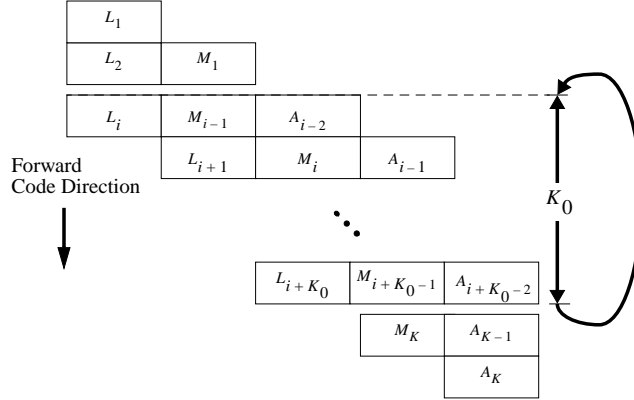 L1
L2 M1
Li Mi−1 Ai−2
Li+1 Mi Ai−1
Forward
Code Direction
K0
Li+K0 Mi+K0−1 Ai+K0−2
MK AK−1
AK